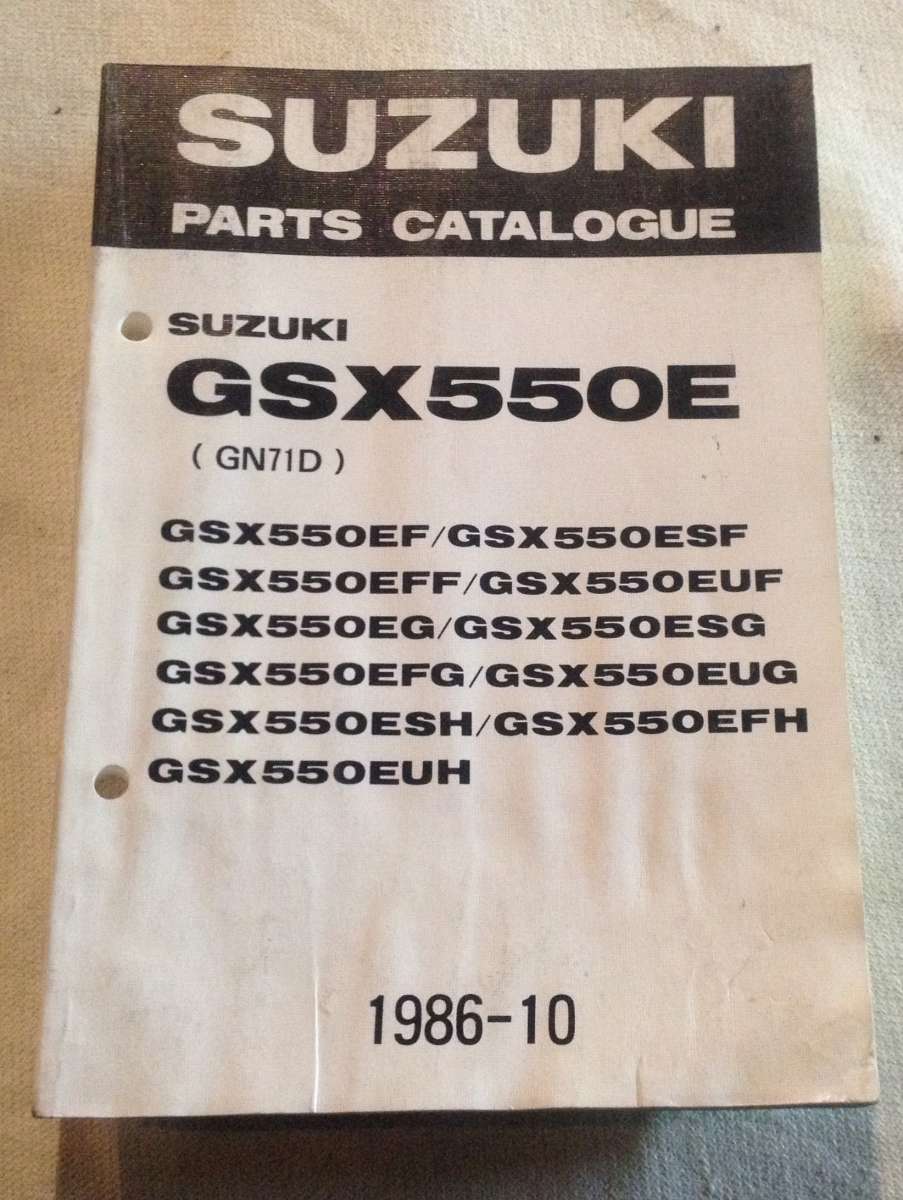 SUZUKI
PARTS CATALOGUE
SUZUKI
GSX550E
( GN71D )
GSX550EF/GSX550ESF
GSX550EFF/GSX550EUF
GSX550EG/GSX550ESG
GSX550EFG/GSX550EUG
GSX550ESH/GSX550EFH
GSX550EUH
1986-10